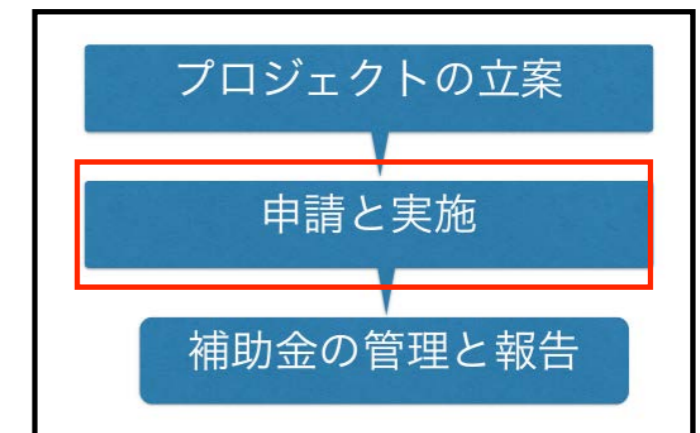 プロジェクトの立案
申請と実施
補助金の管理と報告